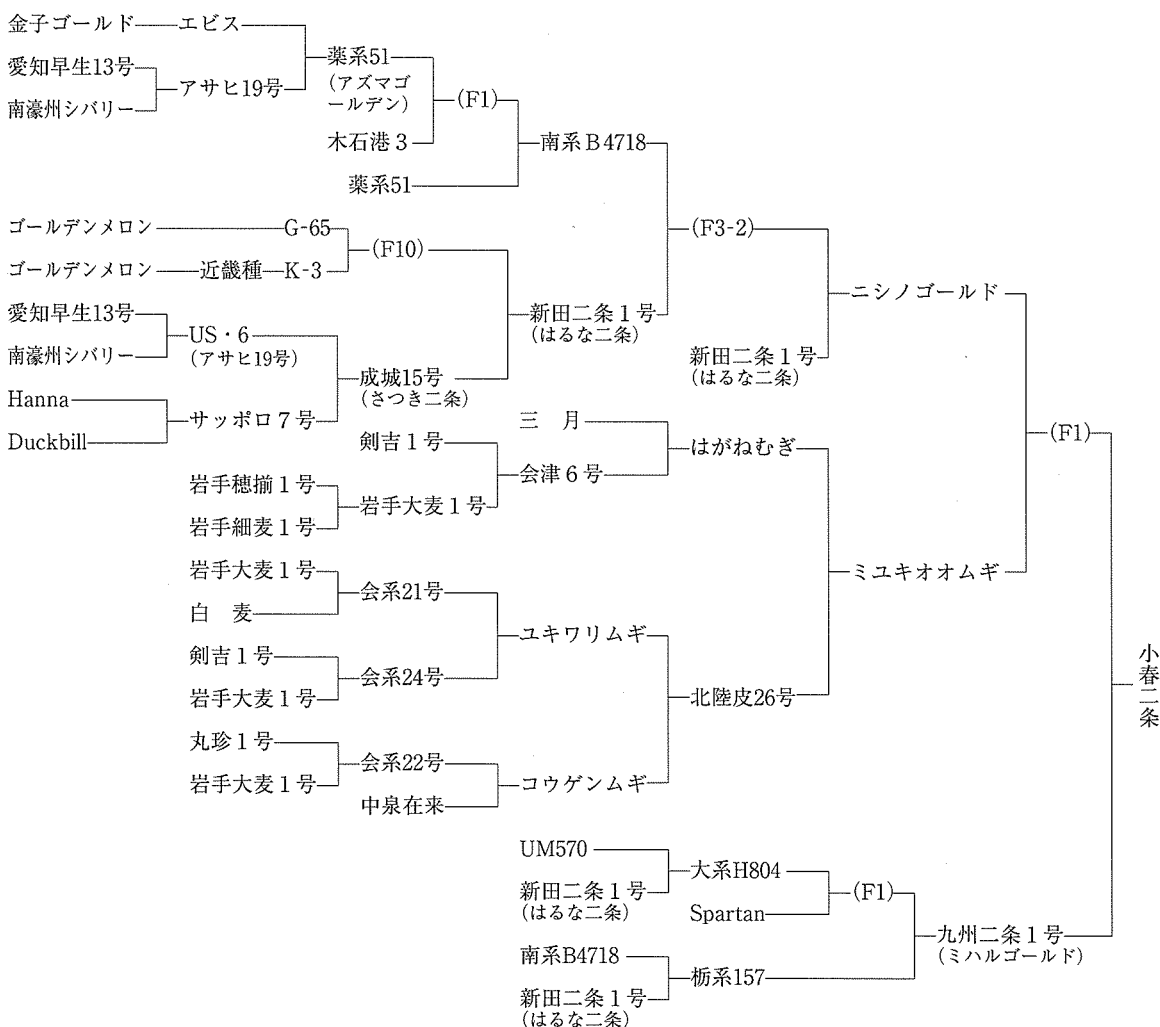 金子ゴールド エビス
愛知早生13号
南濠州シバリー
アサヒ19号
薬系51
(アズマゴ
ールデン)
木石港3
(F1)
薬系51
南系B4718
ゴールデンメロン G-65
ゴールデンメロン 近畿種 K-3
(F10)
愛知早生13号
南濠州シバリー
US・6
(アサヒ19号)
Hanna
Duckbill
サッポロ7号
成城15号
(さつき二条)
新田二条1号
(はるな二条)
(F3-2)
新田二条1号
(はるな二条)
ニシノゴールド
三 月
剣吉1号
岩手穂揃1号
岩手細麦1号
岩手大麦1号
会津6号
はがねむぎ
岩手大麦1号
白 麦
会系21号
剣吉1号
岩手大麦1号
会系24号
ユキワリムギ
丸珍1号
岩手大麦1号
会系22号
中泉在来
コウゲンムギ
北陸皮26号
ミユキオオムギ
(F1)
UM570
新田二条1号
(はるな二条)
大系H804
Spartan
(F1)
南系B4718
新田二条1号
(はるな二条)
栃系157
九州二条1号
(ミハルゴールド)
小春二条